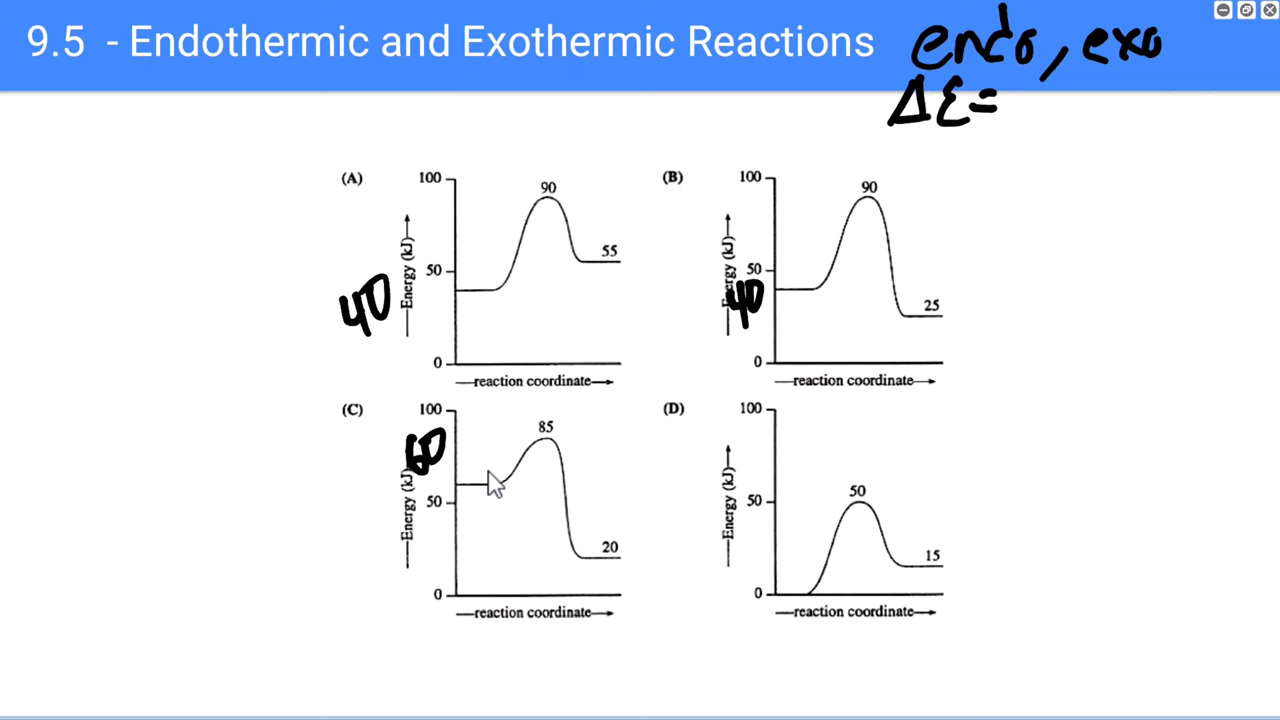 9.5 - Endothermic and Exothermic Reactions
endo, exo
ΔE=
(A)
100
90
55
50
40
Energy (kJ)
0
reaction coordinate
(B)
100
90
50
40
25
Energy (kJ)
0
reaction coordinate
(C)
100
85
60
50
20
Energy (kJ)
0
reaction coordinate
(D)
100
50
50
15
Energy (kJ)
0
reaction coordinate